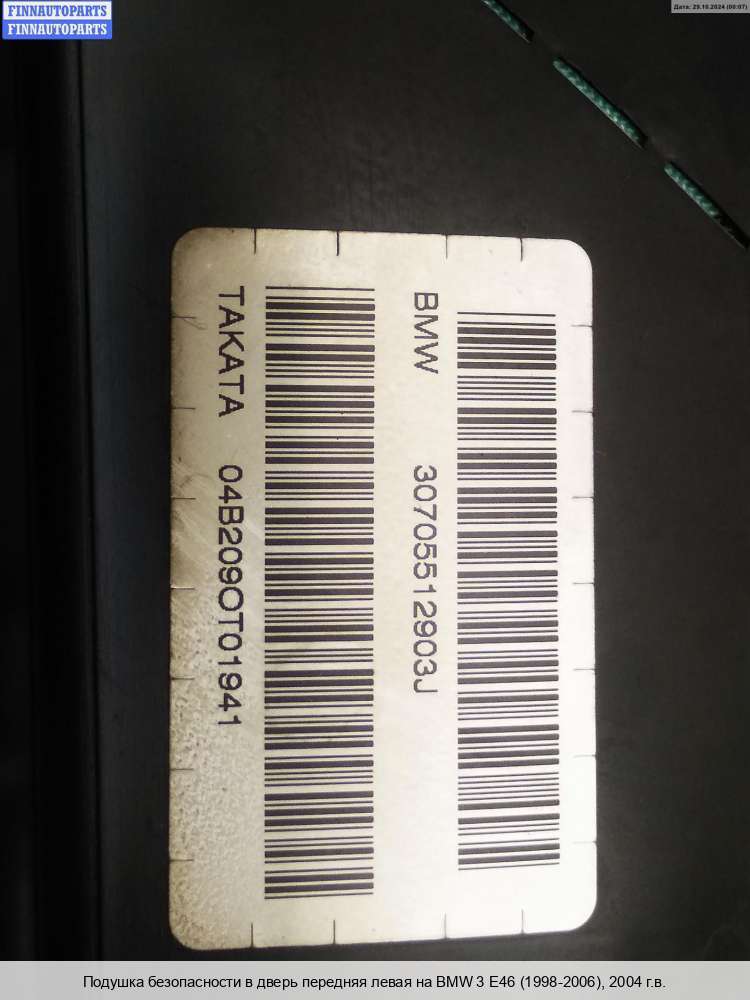 FINNAUTOPARTS
FINNAUTOPARTS
Дата: 29.10.2024 (00:07)
BMW 30705512903J
TAKATA 04B209OT01941
Подушка безопасности в дверь передняя левая на BMW 3 E46 (1998-2006), 2004 г.в.